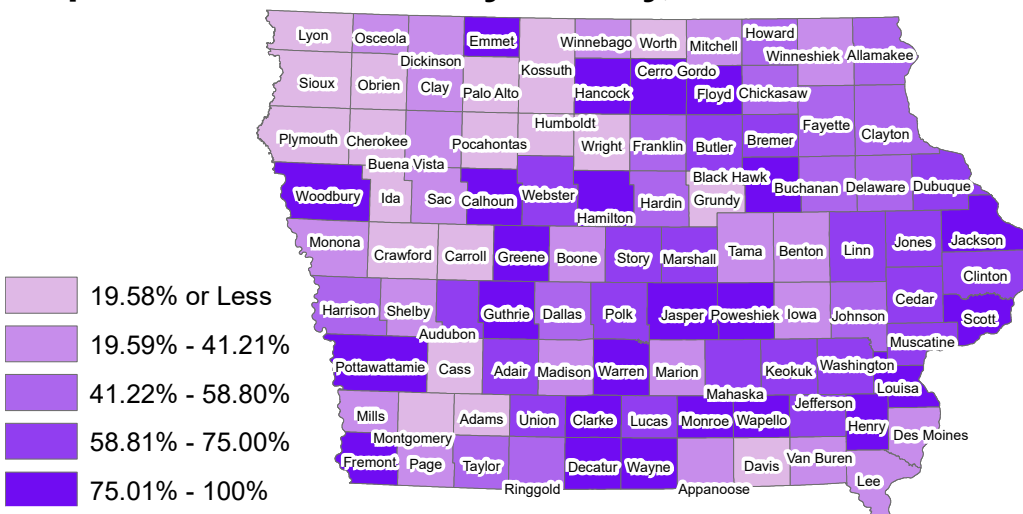 Lyon
Osceola
Emmet
Winnebago
Worth
Mitchell
Howard
Winneshiek
Allamakee
Dickinson
Kossuth
Cerro Gordo
Sioux
Obrien
Clay
Palo Alto
Hancock
Floyd
Chickasaw
Humboldt
Fayette
Plymouth
Cherokee
Pocahontas
Wright
Franklin
Butler
Bremer
Clayton
Buena Vista
Black Hawk
Woodbury
Ida
Sac
Calhoun
Webster
Hamilton
Hardin
Grundy
Buchanan
Delaware
Dubuque
Monona
Crawford
Carroll
Greene
Boone
Story
Marshall
Tama
Benton
Linn
Jones
Jackson
Clinton
Cedar
19.58% or Less
Harrison
Shelby
Guthrie
Dallas
Polk
Jasper
Poweshiek
Iowa
Johnson
Scott
Audubon
Muscatine
19.59% - 41.21%
Pottawattamie
Cass
Adair
Madison
Warren
Marion
Keokuk
Washington
Louisa
Mahaska
41.22% - 58.80%
Mills
Adams
Union
Clarke
Lucas
Monroe
Wapello
Jefferson
Henry
Des Moines
Montgomery
58.81% - 75.00%
Fremont
Page
Taylor
Decatur
Wayne
Davis
Van Buren
Lee
Ringgold
Appanoose
75.01% - 100%